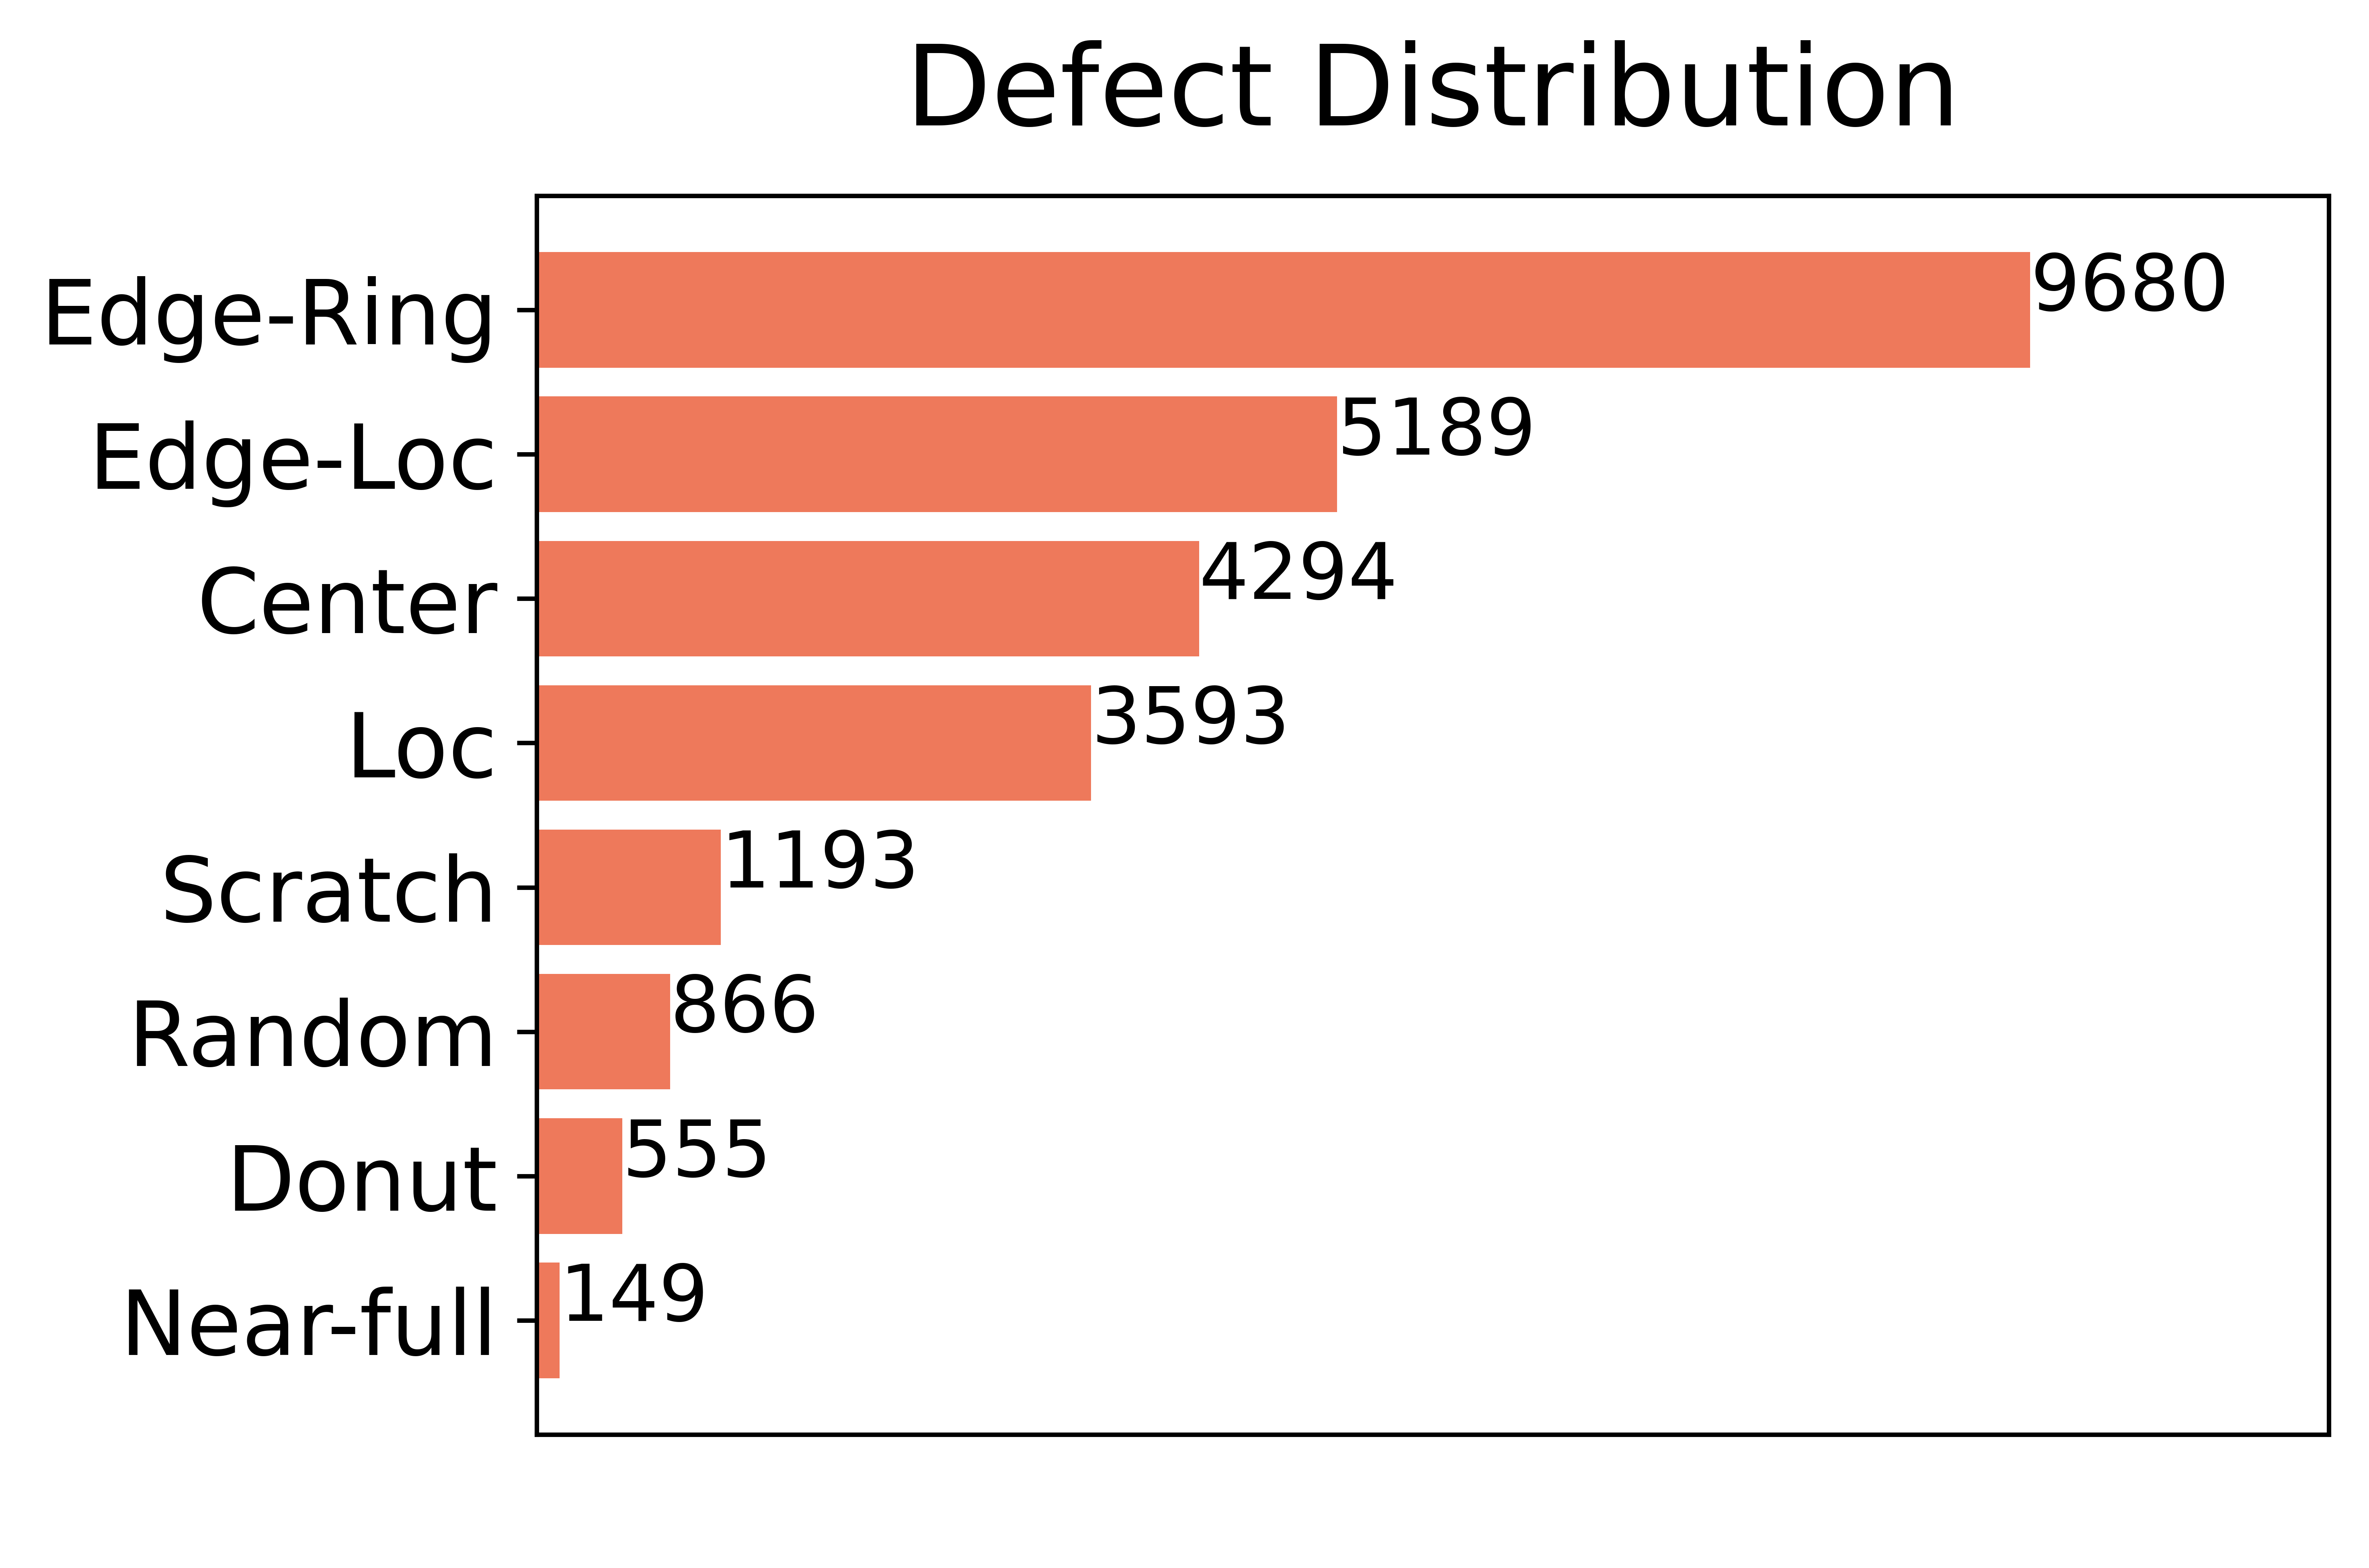 Defect Distribution
Edge-Ring 9680
Edge-Loc 5189
Center 4294
Loc 3593
Scratch 1193
Random 866
Donut 555
Near-full 149